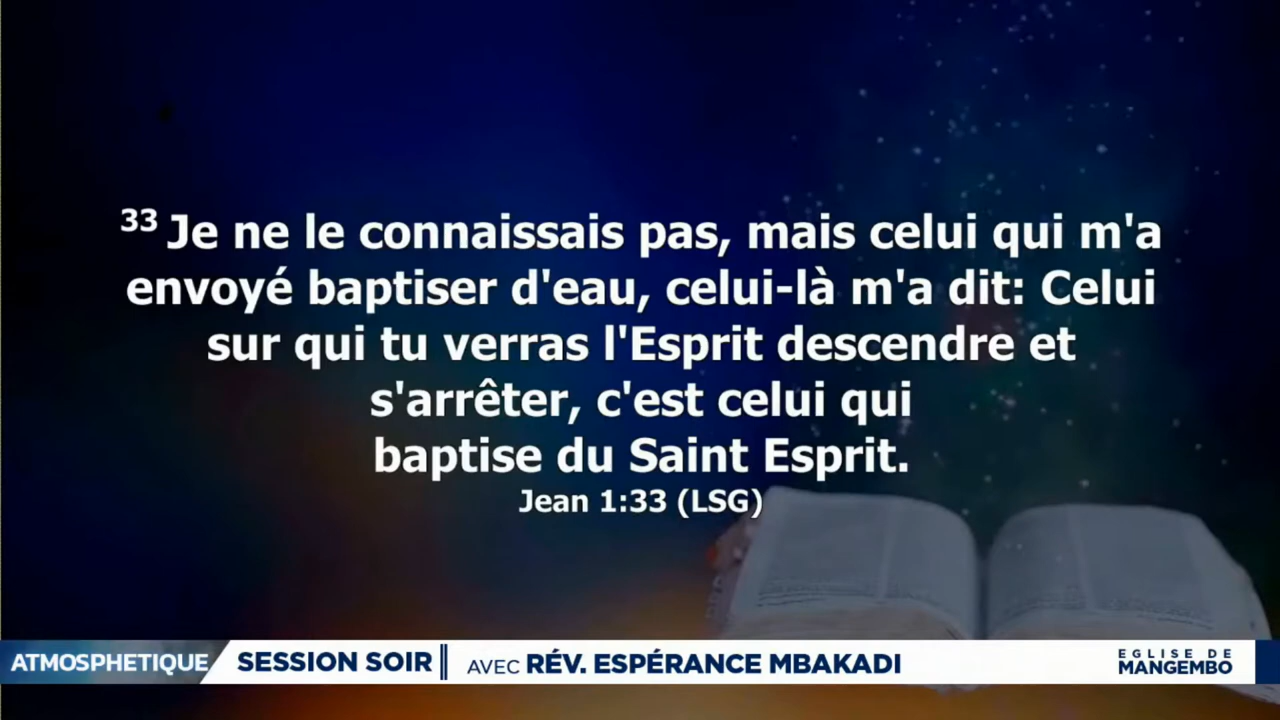 33 Je ne le connaissais pas, mais celui qui m'a
envoyé baptiser d'eau, celui-là m'a dit: Celui
sur qui tu verras l'Esprit descendre et
s'arrêter, c'est celui qui
baptise du Saint Esprit.
Jean 1:33 (LSG)
ATMOSPHETIQUE
SESSION SOIR
AVEC RÉV. ESPÉRANCE MBAKADI
EGLISE DE
MANGEMBO